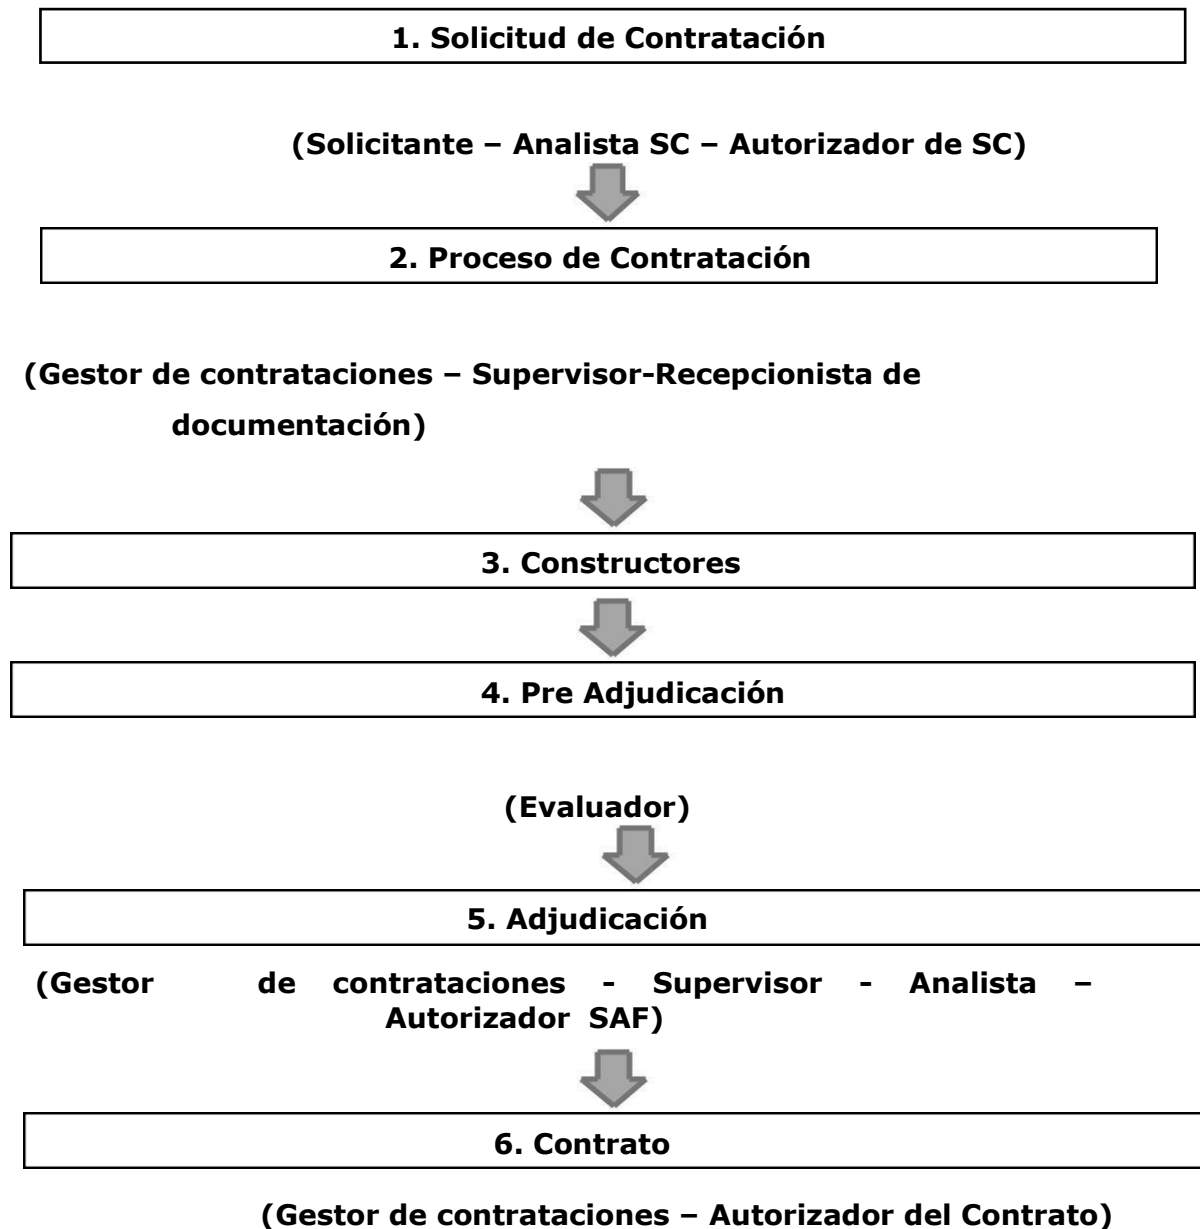 1. Solicitud de Contratación
(Solicitante – Analista SC – Autorizador de SC)
2. Proceso de Contratación
(Gestor de contrataciones – Supervisor-Recepcionista de
documentación)
3. Constructores
4. Pre Adjudicación
(Evaluador)
5. Adjudicación
(Gestor de contrataciones - Supervisor - Analista –
Autorizador SAF)
6. Contrato
(Gestor de contrataciones – Autorizador del Contrato)